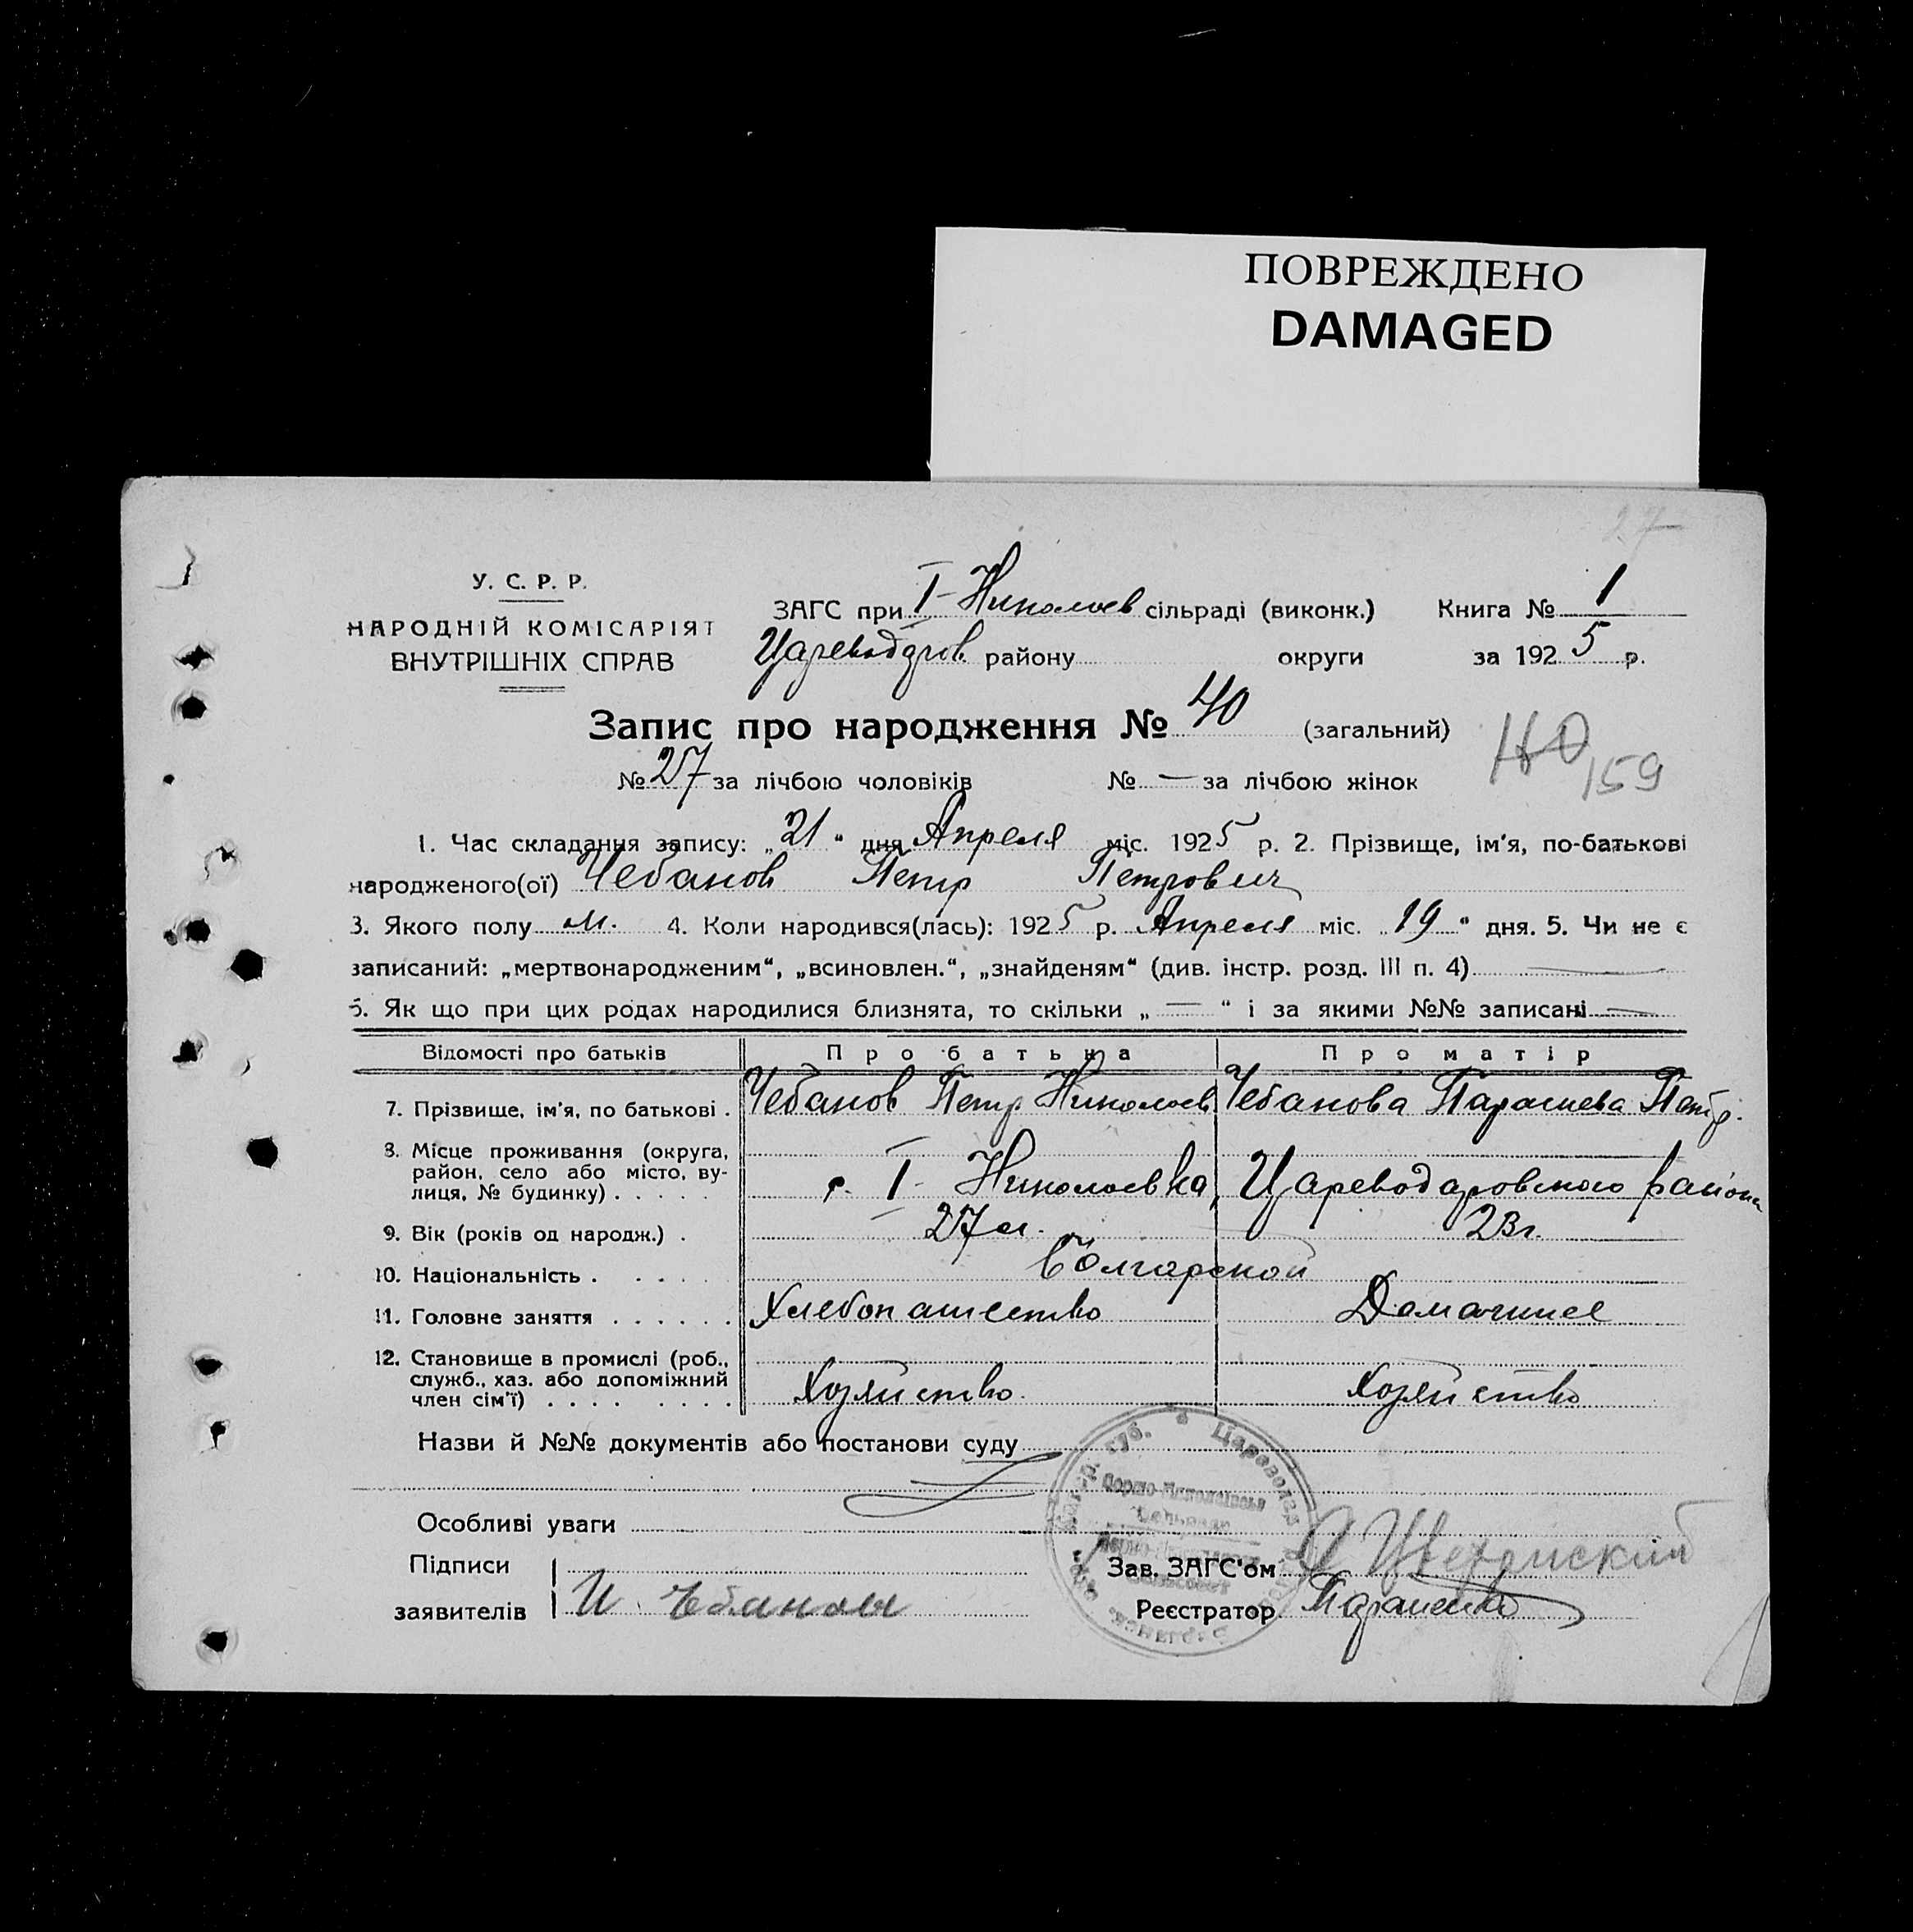 ПОВРЕЖДЕНО
DAMAGED
27
У. С. Р. Р.
НАРОДНІЙ КОМІСАРІЯТ
ВНУТРІШНІХ СПРАВ
ЗАГС при I-Николаев сільраді (виконк.) Книга № 1
Цареводаров. району округи за 1925 р.
Запис про народження № 40 (загальний)
40
159
№ 27 за лічбою чоловіків № — за лічбою жінок
1. Час складання запису: „21“ дня Апреля міс. 1925 р. 2. Прізвище, ім'я, по-батькові
народженого(ої) Чебанов Петр Петрович
3. Якого полу м. 4. Коли народився(лась): 1925 р. Апреля міс. „19“ дня. 5. Чи не є
записаний: „мертвонародженим“, „всиновлен.“, „знайденям“ (див. інстр. розд. III п. 4) —
6. Як що при цих родах народилися близнята, то скільки „—“ і за якими №№ записані —
Відомості про батьків Про батька Про матір
7. Прізвище, ім'я, по батькові . Чебанов Петр Николаев Чебанова Парасиева Петр.
8. Місце проживання (округа,
район, село або місто, ву-
лиця, № будинку) . . . . . с. I - Николаевка, Цареводаровского района
9. Вік (років од народж.) . 27 л. 23 г.
10. Національність . . . . . Болгарской
11. Головне заняття . . . . . . Хлебопашество Домашнее
12. Становище в промислі (роб.,
служб., хаз. або допоміжний
член сім'ї) . . . . . . . . Хозяйство Хозяйство
Назви й №№ документів або постанови суду
Особливі уваги
Підписи
заявителів И Чебанов
Зав. ЗАГС'ом
Реєстратор